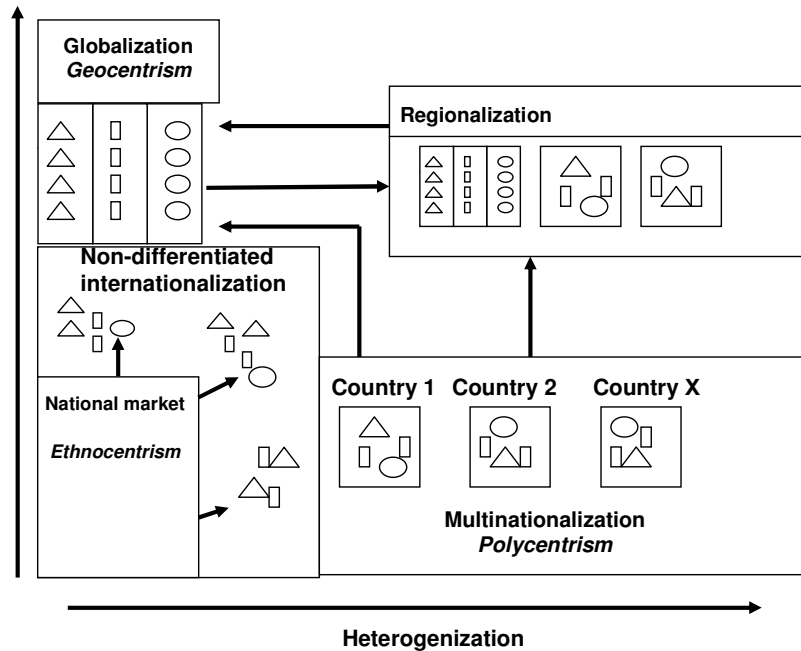 Globalization
Geocentrism
Regionalization
Non-differentiated
internationalization
National market
Ethnocentrism
Country 1 Country 2 Country X
Multinationalization
Polycentrism
Heterogenization